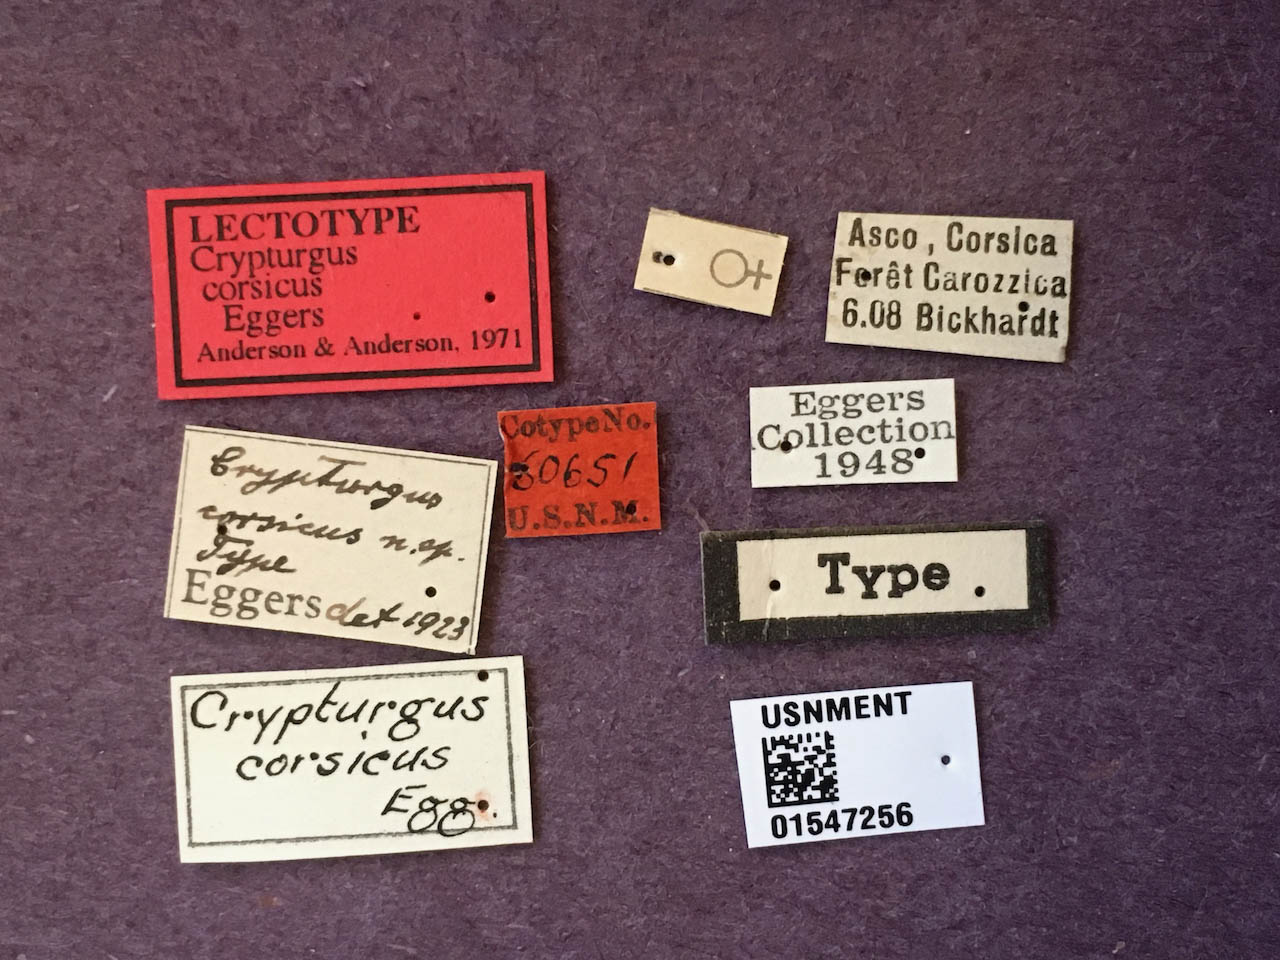 LECTOTYPE
Crypturgus
corsicus
Eggers
Anderson & Anderson, 1971
♀
Asco, Corsica
Forêt Carozzica
6.08 Bickhardt
Crypturgus
corsicus n.sp.
Type
Eggers det 1923
Cotype No.
60651
U.S.N.M.
Eggers
Collection
1948
Type
Crypturgus
corsicus
Egg.
USNMENT
01547256